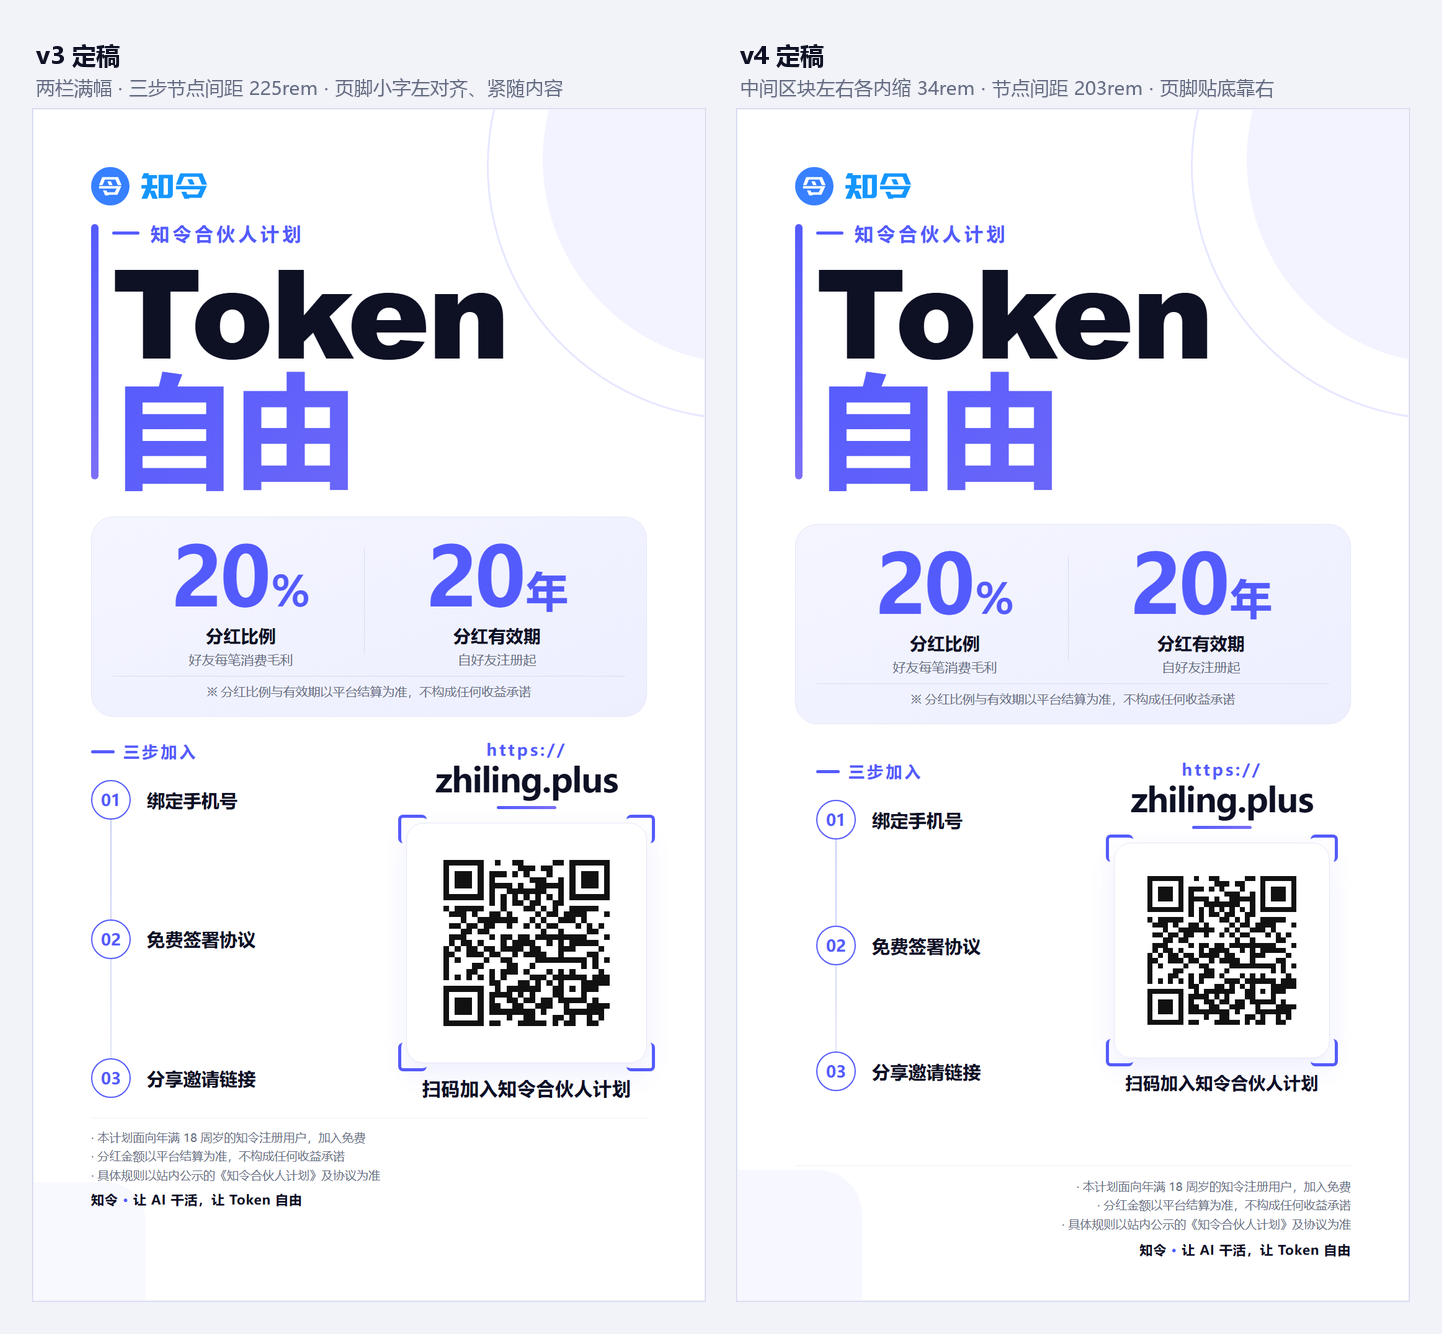 v3 定稿
两栏满幅 · 三步节点间距 225rem · 页脚小字左对齐、紧随内容
知令
知令合伙人计划
Token
自由
20%
分红比例
好友每笔消费毛利
20年
分红有效期
自好友注册起
※ 分红比例与有效期以平台结算为准，不构成任何收益承诺
三步加入
01 绑定手机号
02 免费签署协议
03 分享邀请链接
https://
zhiling.plus
扫码加入知令合伙人计划
· 本计划面向年满 18 周岁的知令注册用户，加入免费
· 分红金额以平台结算为准，不构成任何收益承诺
· 具体规则以站内公示的《知令合伙人计划》及协议为准
知令 • 让 AI 干活，让 Token 自由
v4 定稿
中间区块左右各内缩 34rem · 节点间距 203rem · 页脚贴底靠右
知令
知令合伙人计划
Token
自由
20%
分红比例
好友每笔消费毛利
20年
分红有效期
自好友注册起
※ 分红比例与有效期以平台结算为准，不构成任何收益承诺
三步加入
01 绑定手机号
02 免费签署协议
03 分享邀请链接
https://
zhiling.plus
扫码加入知令合伙人计划
· 本计划面向年满 18 周岁的知令注册用户，加入免费
· 分红金额以平台结算为准，不构成任何收益承诺
· 具体规则以站内公示的《知令合伙人计划》及协议为准
知令 • 让 AI 干活，让 Token 自由